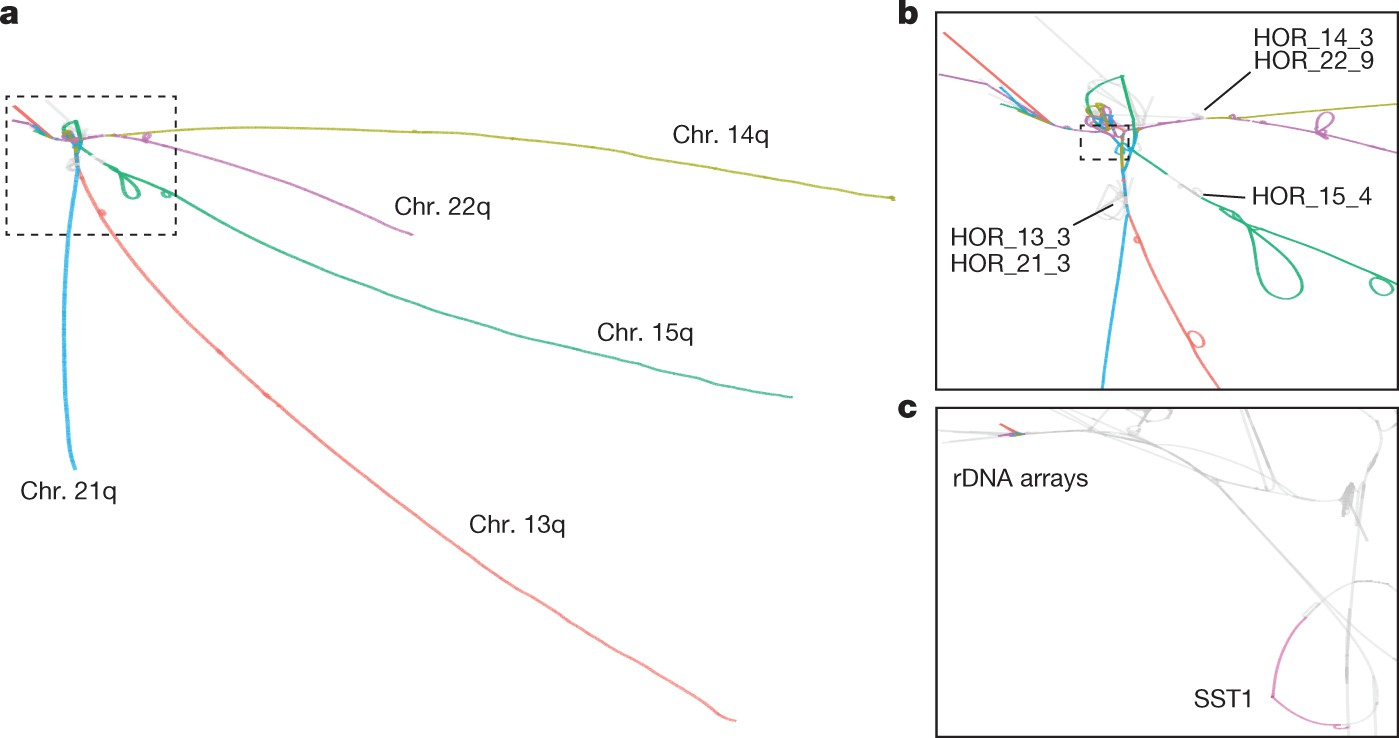 a
Chr. 14q
Chr. 22q
Chr. 15q
Chr. 21q
Chr. 13q
b
HOR_14_3
HOR_22_9
HOR_15_4
HOR_13_3
HOR_21_3
c
rDNA arrays
SST1